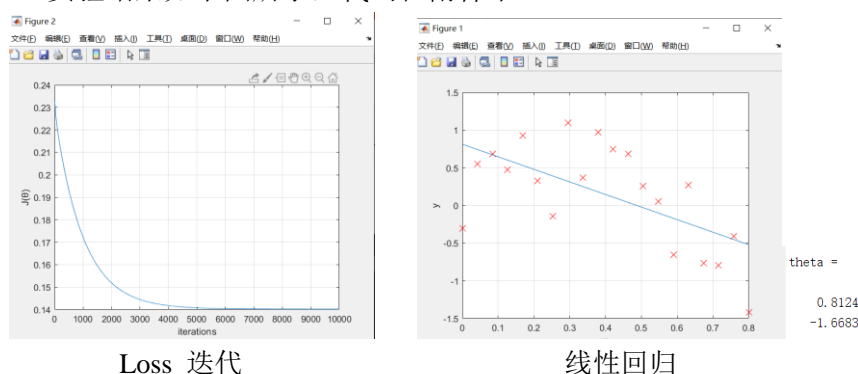 Figure 2
文件(F) 编辑(E) 查看(V) 插入(I) 工具(T) 桌面(D) 窗口(W) 帮助(H)
0.24
0.23
0.22
0.21
0.2
0.19
0.18
0.17
0.16
0.15
0.14
J(θ)
0 1000 2000 3000 4000 5000 6000 7000 8000 9000 10000
iterations
Figure 1
文件(F) 编辑(E) 查看(V) 插入(I) 工具(T) 桌面(D) 窗口(W) 帮助(H)
1.5
1
0.5
0
-0.5
-1
-1.5
y
0 0.1 0.2 0.3 0.4 0.5 0.6 0.7 0.8
theta =
0.8124
-1.6683
Loss 迭代
线性回归